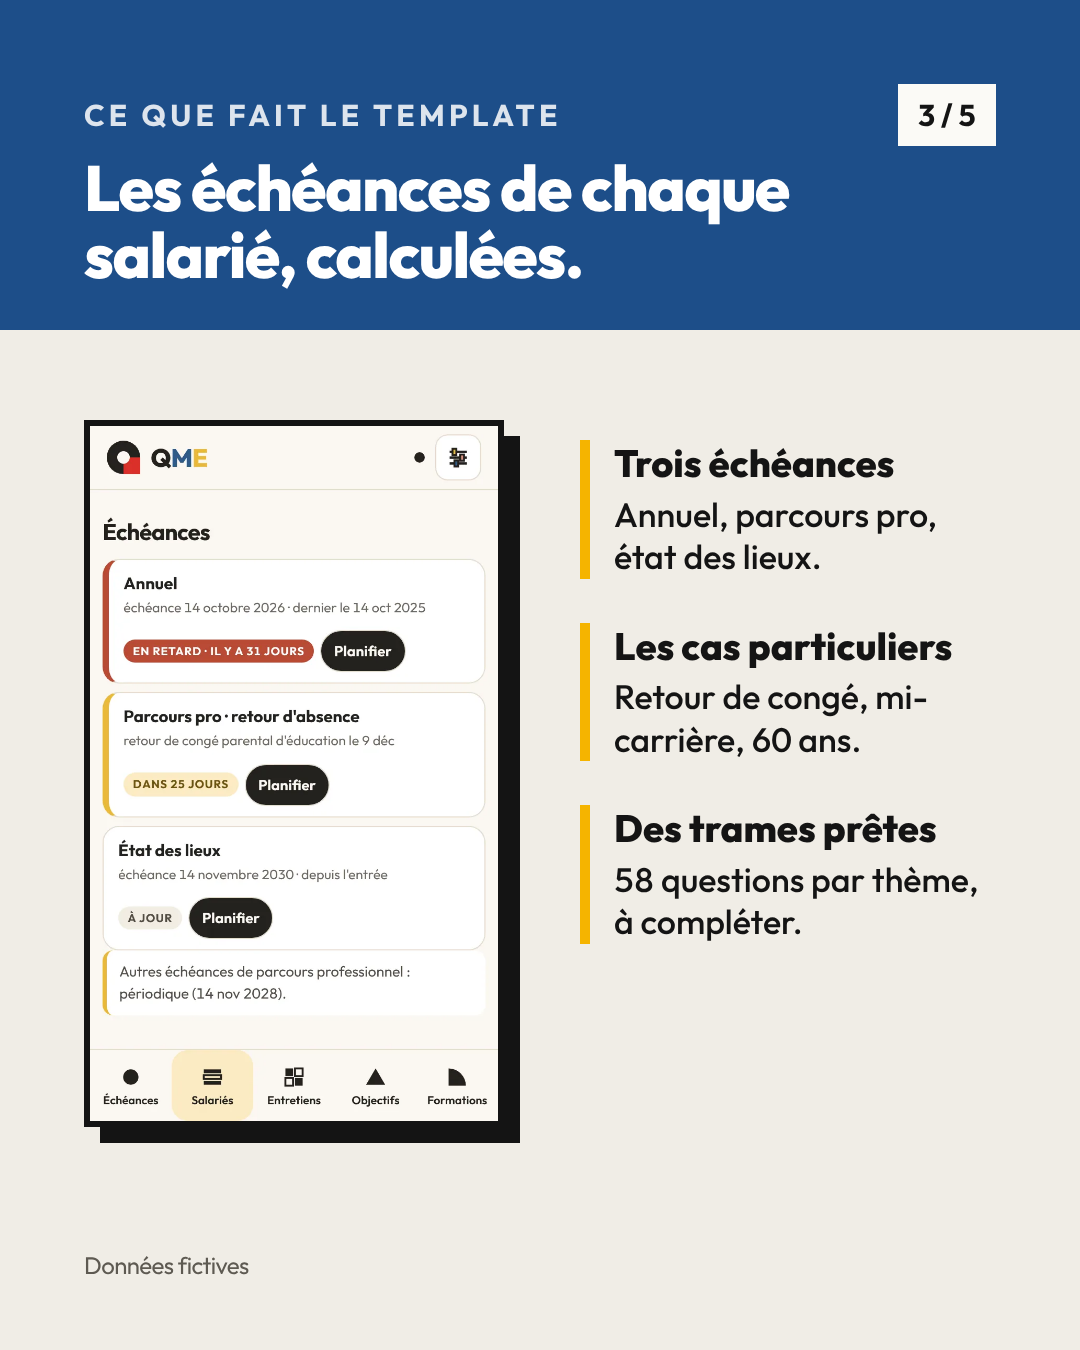 CE QUE FAIT LE TEMPLATE
3 / 5
Les échéances de chaque
salarié, calculées.
QME
Échéances
Annuel
échéance 14 octobre 2026 · dernier le 14 oct 2025
EN RETARD · IL Y A 31 JOURS
Planifier
Parcours pro · retour d'absence
retour de congé parental d'éducation le 9 déc
DANS 25 JOURS
Planifier
État des lieux
échéance 14 novembre 2030 · depuis l'entrée
À JOUR
Planifier
Autres échéances de parcours professionnel :
périodique (14 nov 2028).
Échéances
Salariés
Entretiens
Objectifs
Formations
Trois échéances
Annuel, parcours pro,
état des lieux.
Les cas particuliers
Retour de congé, mi-
carrière, 60 ans.
Des trames prêtes
58 questions par thème,
à compléter.
Données fictives